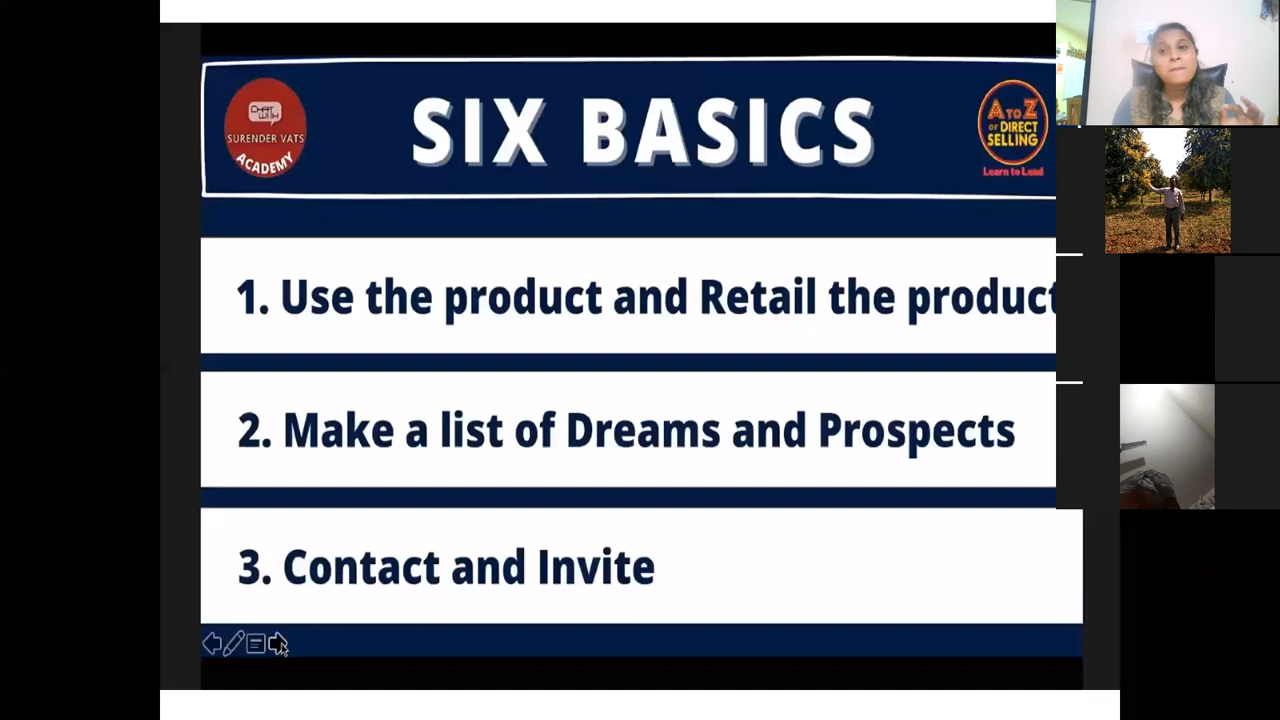 CHAT
WITH
SURENDER VATS
ACADEMY
SIX BASICS
A TO Z
OF DIRECT
SELLING
Learn to Lead
1. Use the product and Retail the product
2. Make a list of Dreams and Prospects
3. Contact and Invite